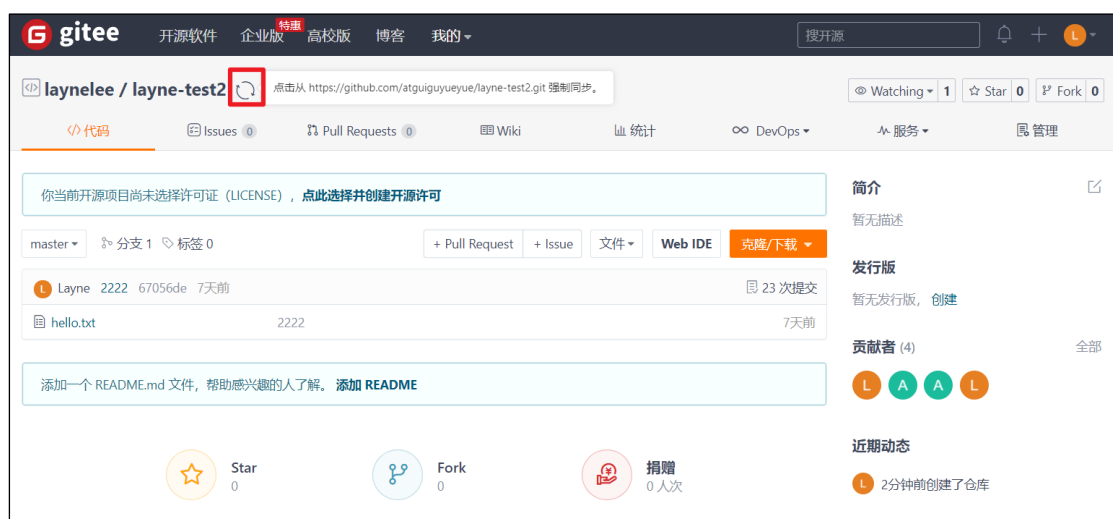 gitee 开源软件 企业版 特惠 高校版 博客 我的 搜开源 L
laynelee / layne-test2 点击从 https://github.com/atguiguyueyue/layne-test2.git 强制同步。 Watching 1 Star 0 Fork 0
代码 Issues 0 Pull Requests 0 Wiki 统计 DevOps 服务 管理
你当前开源项目尚未选择许可证（LICENSE），点此选择并创建开源许可
简介
暂无描述
master 分支 1 标签 0 + Pull Request + Issue 文件 Web IDE 克隆/下载
发行版
暂无发行版，创建
L Layne 2222 67056de 7天前 23 次提交
hello.txt 2222 7天前
贡献者 (4) 全部
L A A L
添加一个 README.md 文件，帮助感兴趣的人了解。添加 README
近期动态
L 2分钟前创建了仓库
Star Fork 捐赠
0 0 0 人次